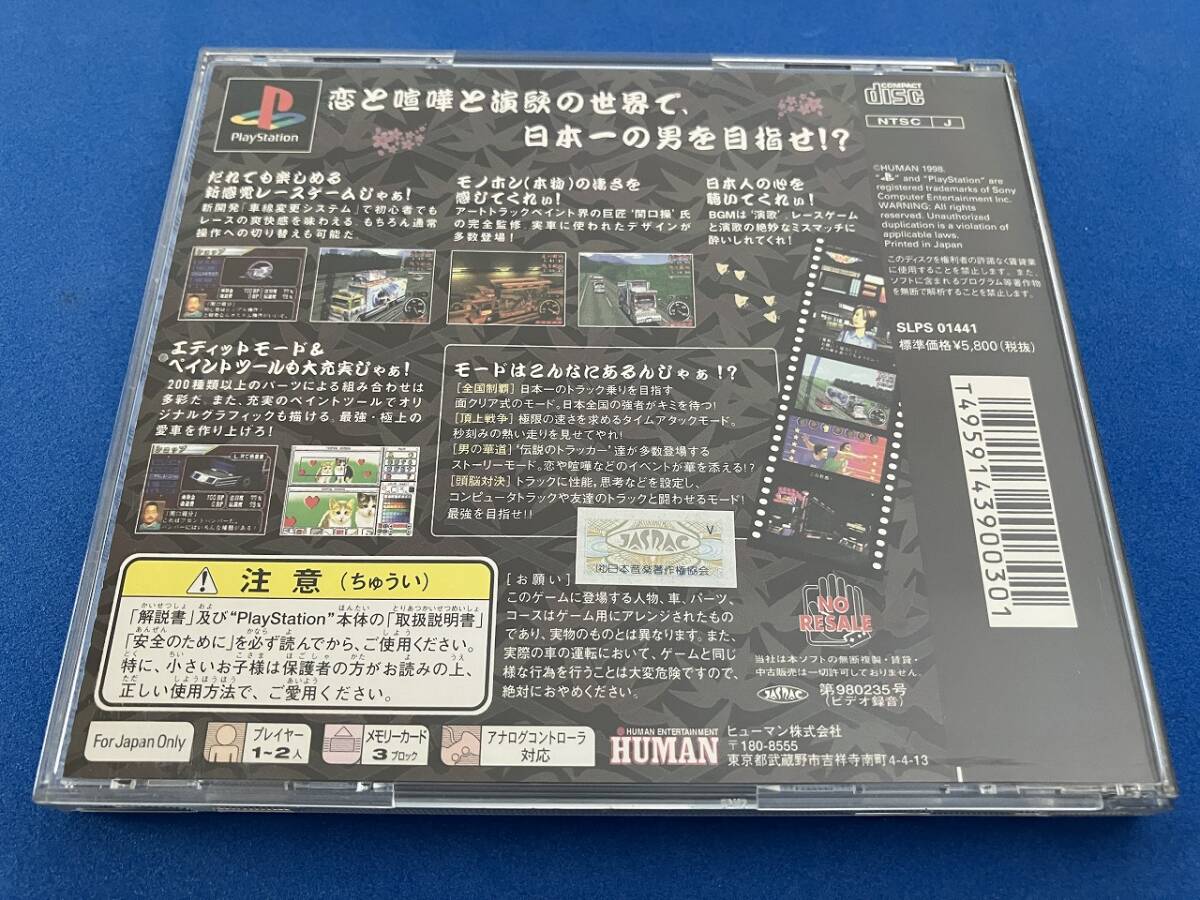 PlayStation
恋と喧嘩と演歌の世界で、
日本一の男を目指せ!?
だれでも楽しめる
新感覚レースゲームじゃぁ!
新開発「車線変更システム」で初心者でも
レースの爽快感を味わえる。もちろん通常
操作への切り替えも可能だ。
モノホン(本物)の凄さを
感じてくれぃ!
アートトラックペイント界の巨匠“関口操”氏
の完全監修。実車に使われたデザインが
多数登場!
日本人の心を
聴いてくれぃ!
BGMは‘演歌’。レースゲーム
と演歌の絶妙なミスマッチに
酔いしれてくれ!
ショップ
エディットモード&
ペイントツールも大充実じゃぁ!
200種類以上のパーツによる組み合わせは
多彩だ。また、充実のペイントツールでオリ
ジナルグラフィックも描ける。最強・極上の
愛車を作り上げろ!
ショップ
モードはこんなにあるんじゃぁ!?
[全国制覇] 日本一のトラック乗りを目指す
面クリア式のモード。日本全国の強者がキミを待つ!
[頂上戦争] 極限の速さを求めるタイムアタックモード。
秒刻みの熱い走りを見せてやれ!
[男の華道] ‘伝説のトラッカー’達が多数登場する
ストーリーモード。恋や喧嘩などのイベントが華を添える!?
[頭脳対決] トラックに性能,思考などを設定し、
コンピュータトラックや友達のトラックと闘わせるモード!
最強を目指せ!!
JASRAC
V
(社)日本音楽著作権協会
注意(ちゅうい)
「解説書」及び“PlayStation”本体の「取扱説明書」
「安全のために」を必ず読んでから、ご使用ください。
特に、小さいお子様は保護者の方がお読みの上、
正しい使用方法で、ご愛用ください。
[お願い]
このゲームに登場する人物、車、パーツ、
コースはゲーム用にアレンジされたもの
であり、実物のものとは異なります。また、
実際の車の運転において、ゲームと同じ
様な行為を行うことは大変危険ですので、
絶対におやめください。
For Japan Only
プレイヤー
1~2人
メモリーカード
3ブロック
アナログコントローラ
対応
HUMAN ENTERTAINMENT
HUMAN
ヒューマン株式会社
〒180-8555
東京都武蔵野市吉祥寺南町4-4-13
COMPACT
disc
NTSC J
©HUMAN 1998.
"PS" and "PlayStation" are
registered trademarks of Sony
Computer Entertainment Inc.
WARNING: All rights
reserved. Unauthorized
duplication is a violation of
applicable laws.
Printed in Japan
このディスクを権利者の許諾なく賃貸業
に使用することを禁止します。また、
ソフトに含まれるプログラム等著作物
を無断で解析することを禁止します。
SLPS 01441
標準価格¥5,800(税抜)
T4959143900301
NO
RESALE
当社は本ソフトの無断複製・賃貸・
中古販売は一切許可しておりません。
JASRAC
第980235号
(ビデオ録音)